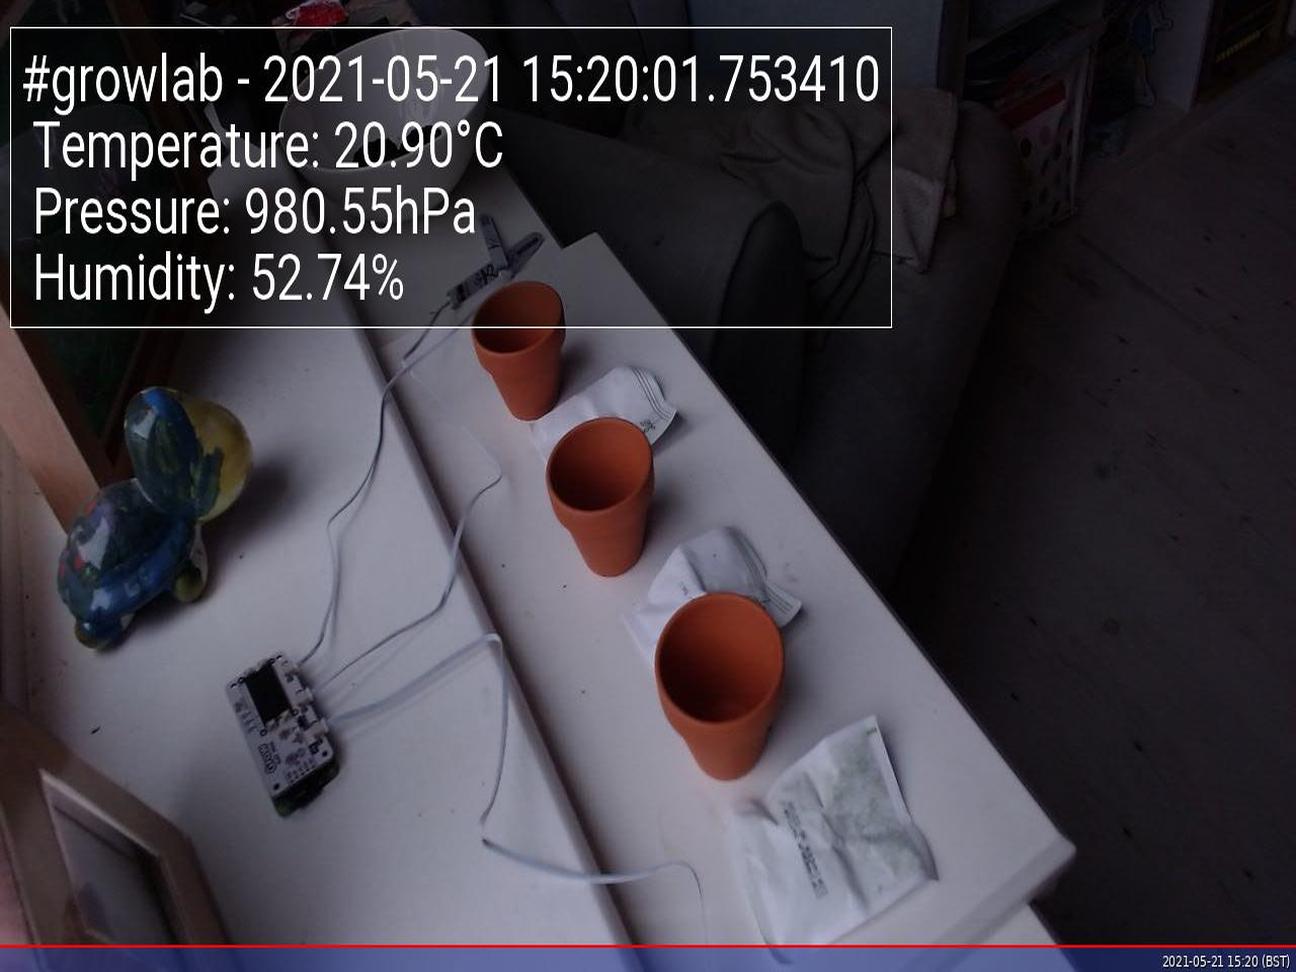 #growlab - 2021-05-21 15:20:01.753410
Temperature: 20.90°C
Pressure: 980.55hPa
Humidity: 52.74%
2021-05-21 15:20 (BST)